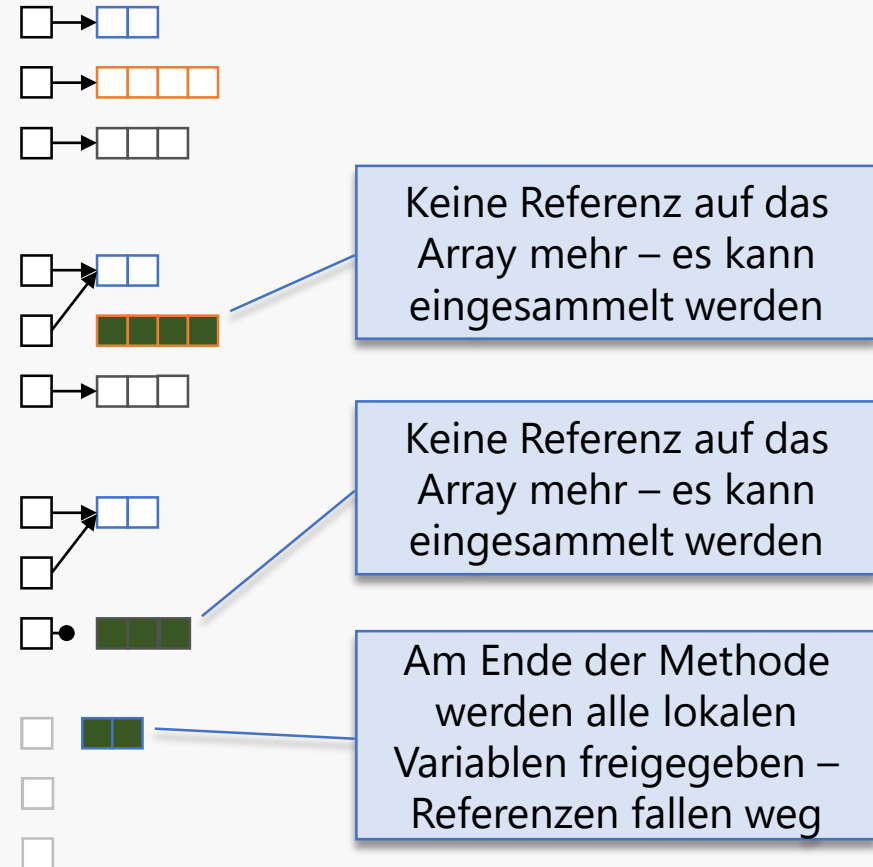 Keine Referenz auf das
Array mehr – es kann
eingesammelt werden
Keine Referenz auf das
Array mehr – es kann
eingesammelt werden
Am Ende der Methode
werden alle lokalen
Variablen freigegeben –
Referenzen fallen weg